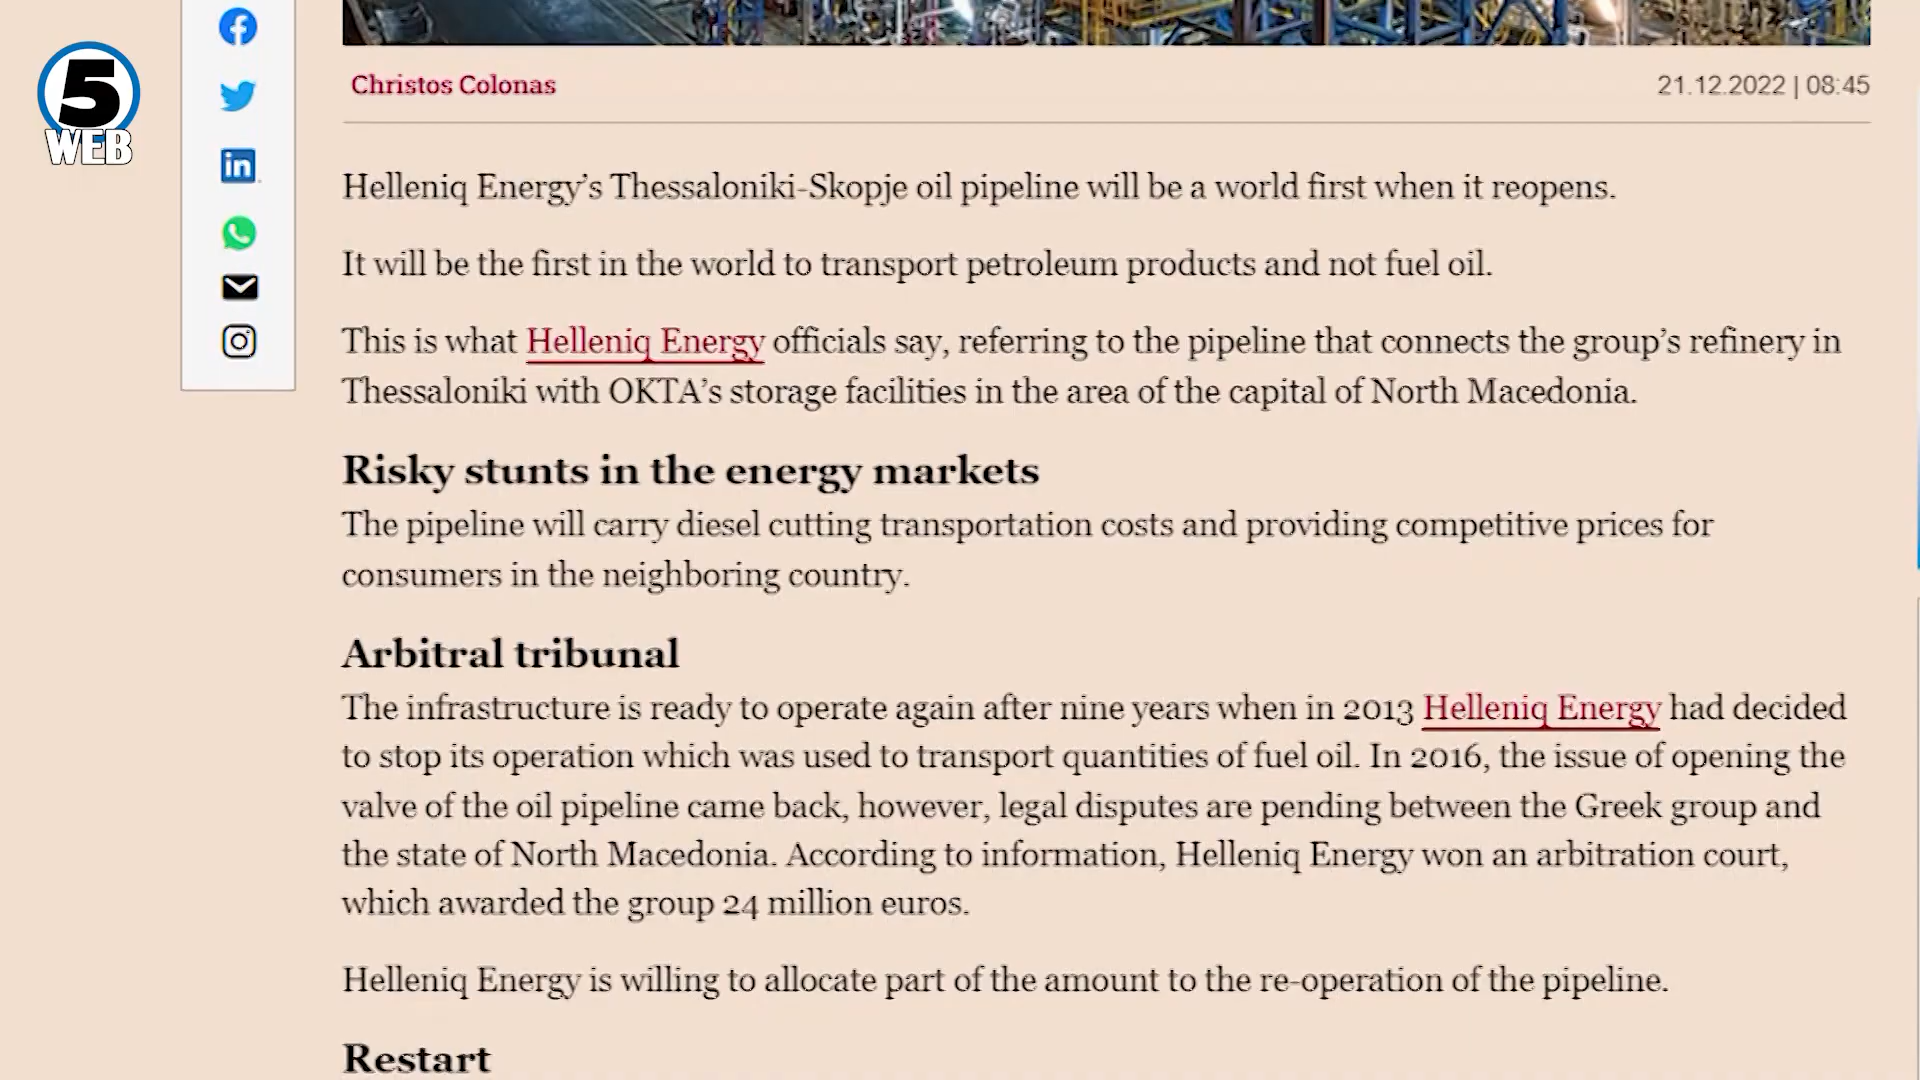 5
WEB
Christos Colonas
21.12.2022 | 08:45
Helleniq Energy’s Thessaloniki-Skopje oil pipeline will be a world first when it reopens.
It will be the first in the world to transport petroleum products and not fuel oil.
This is what Helleniq Energy officials say, referring to the pipeline that connects the group’s refinery in
Thessaloniki with OKTA’s storage facilities in the area of the capital of North Macedonia.
Risky stunts in the energy markets
The pipeline will carry diesel cutting transportation costs and providing competitive prices for
consumers in the neighboring country.
Arbitral tribunal
The infrastructure is ready to operate again after nine years when in 2013 Helleniq Energy had decided
to stop its operation which was used to transport quantities of fuel oil. In 2016, the issue of opening the
valve of the oil pipeline came back, however, legal disputes are pending between the Greek group and
the state of North Macedonia. According to information, Helleniq Energy won an arbitration court,
which awarded the group 24 million euros.
Helleniq Energy is willing to allocate part of the amount to the re-operation of the pipeline.
Restart